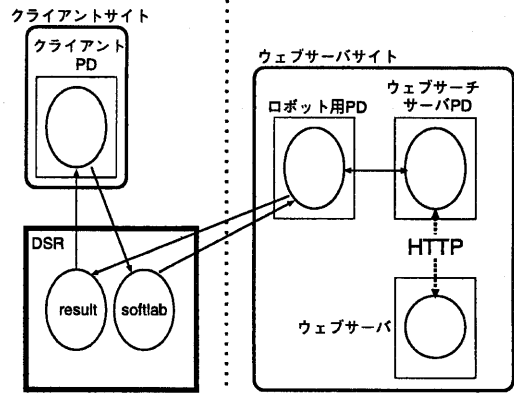 クライアントサイト
クライアント
PD
DSR
result
softlab
ウェブサーバサイト
ロボット用PD
ウェブサーチ
サーバPD
HTTP
ウェブサーバ